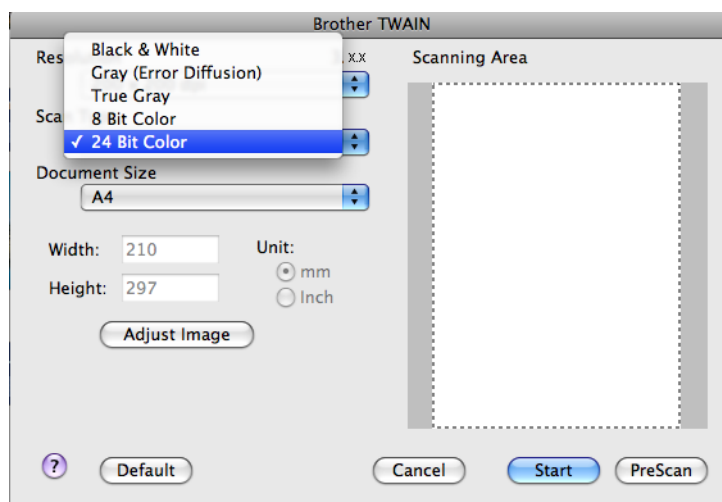 Brother TWAIN
Black & White
Gray (Error Diffusion)
True Gray
8 Bit Color
✓ 24 Bit Color
x.x
Scanning Area
Document Size
A4
Width: 210
Height: 297
Unit:
mm
Inch
Adjust Image
?
Default
Cancel
Start
PreScan